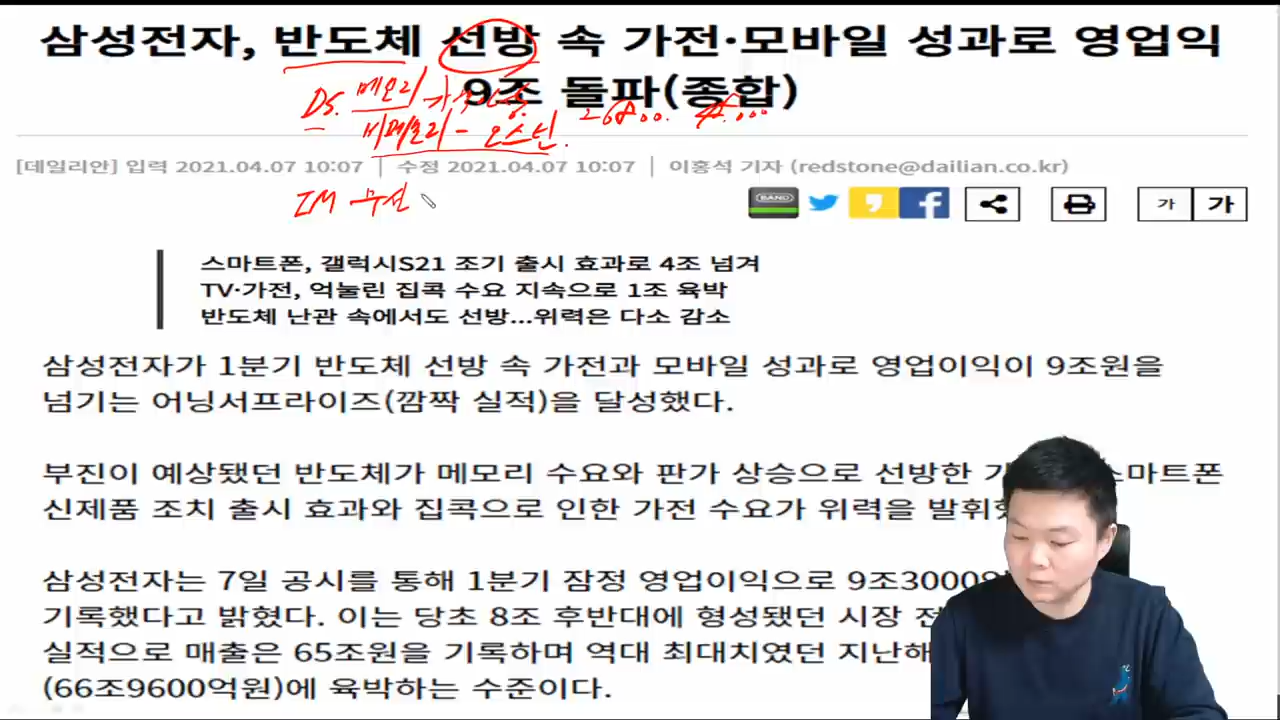 삼성전자, 반도체 선방 속 가전·모바일 성과로 영업익
9조 돌파(종합)
DS. 메모리
비메모리 - 오스틴.
[데일리안] 입력 2021.04.07 10:07 | 수정 2021.04.07 10:07 | 이홍석 기자 (redstone@dailian.co.kr)
IM 무선
BAND
가 가
스마트폰, 갤럭시S21 조기 출시 효과로 4조 넘겨
TV·가전, 억눌린 집콕 수요 지속으로 1조 육박
반도체 난관 속에서도 선방...위력은 다소 감소
삼성전자가 1분기 반도체 선방 속 가전과 모바일 성과로 영업이익이 9조원을
넘기는 어닝서프라이즈(깜짝 실적)을 달성했다.
부진이 예상됐던 반도체가 메모리 수요와 판가 상승으로 선방한 스마트폰
신제품 조치 출시 효과와 집콕으로 인한 가전 수요가 위력을
삼성전자는 7일 공시를 통해 1분기 잠정 영업이익으로 9조3000
기록했다고 밝혔다. 이는 당초 8조 후반대에 형성됐던 시장
실적으로 매출은 65조원을 기록하며 역대 최대치였던 지난해
(66조9600억원)에 육박하는 수준이다.